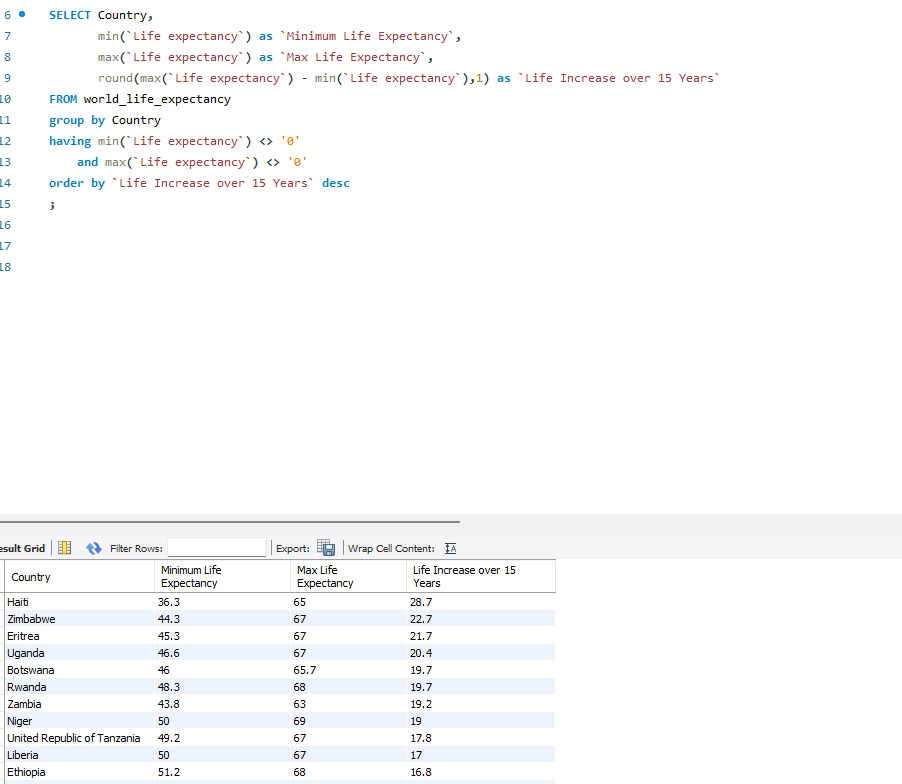 6 SELECT Country,
7 min(`Life expectancy`) as `Minimum Life Expectancy`,
8 max(`Life expectancy`) as `Max Life Expectancy`,
9 round(max(`Life expectancy`) - min(`Life expectancy`),1) as `Life Increase over 15 Years`
10 FROM world_life_expectancy
11 group by Country
12 having min(`Life expectancy`) <> '0'
13 and max(`Life expectancy`) <> '0'
14 order by `Life Increase over 15 Years` desc
15 ;
16
17
18
esult Grid Filter Rows: Export: Wrap Cell Content: IA
Country Minimum Life Expectancy Max Life Expectancy Life Increase over 15 Years
Haiti 36.3 65 28.7
Zimbabwe 44.3 67 22.7
Eritrea 45.3 67 21.7
Uganda 46.6 67 20.4
Botswana 46 65.7 19.7
Rwanda 48.3 68 19.7
Zambia 43.8 63 19.2
Niger 50 69 19
United Republic of Tanzania 49.2 67 17.8
Liberia 50 67 17
Ethiopia 51.2 68 16.8